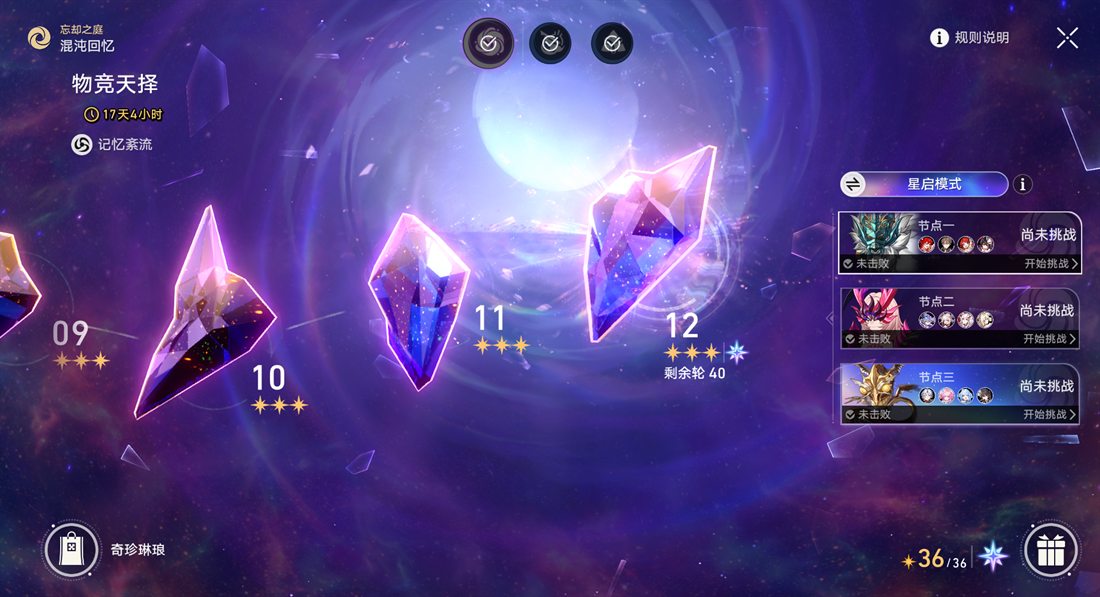 忘却之庭
混沌回忆
规则说明
物竞天择
17天4小时
记忆紊流
星启模式
节点一
尚未挑战
未击败
开始挑战
节点二
尚未挑战
未击败
开始挑战
节点三
尚未挑战
未击败
开始挑战
09
10
11
12
剩余轮 40
奇珍琳琅
36/36